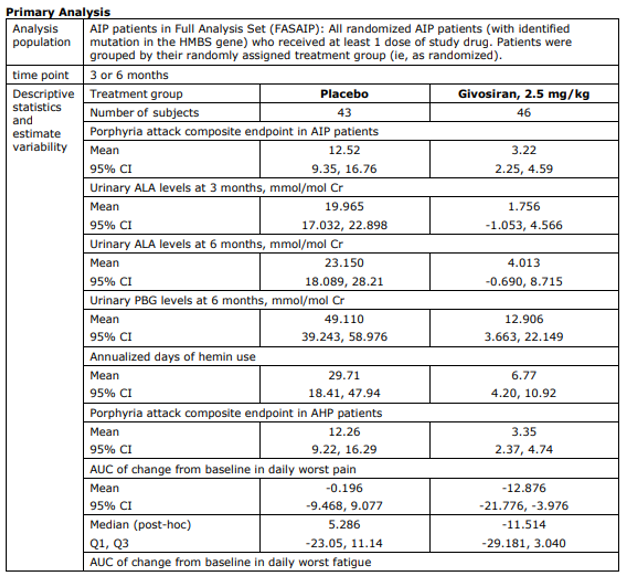 Primary Analysis
Analysis population
AIP patients in Full Analysis Set (FASAIP): All randomized AIP patients (with identified
mutation in the HMBS gene) who received at least 1 dose of study drug. Patients were
grouped by their randomly assigned treatment group (ie, as randomized).
time point 3 or 6 months
Descriptive statistics and estimate variability
Treatment group Placebo Givosiran, 2.5 mg/kg
Number of subjects 43 46
Porphyria attack composite endpoint in AIP patients
Mean 12.52 3.22
95% CI 9.35, 16.76 2.25, 4.59
Urinary ALA levels at 3 months, mmol/mol Cr
Mean 19.965 1.756
95% CI 17.032, 22.898 -1.053, 4.566
Urinary ALA levels at 6 months, mmol/mol Cr
Mean 23.150 4.013
95% CI 18.089, 28.21 -0.690, 8.715
Urinary PBG levels at 6 months, mmol/mol Cr
Mean 49.110 12.906
95% CI 39.243, 58.976 3.663, 22.149
Annualized days of hemin use
Mean 29.71 6.77
95% CI 18.41, 47.94 4.20, 10.92
Porphyria attack composite endpoint in AHP patients
Mean 12.26 3.35
95% CI 9.22, 16.29 2.37, 4.74
AUC of change from baseline in daily worst pain
Mean -0.196 -12.876
95% CI -9.468, 9.077 -21.776, -3.976
Median (post-hoc) 5.286 -11.514
Q1, Q3 -23.05, 11.14 -29.181, 3.040
AUC of change from baseline in daily worst fatigue